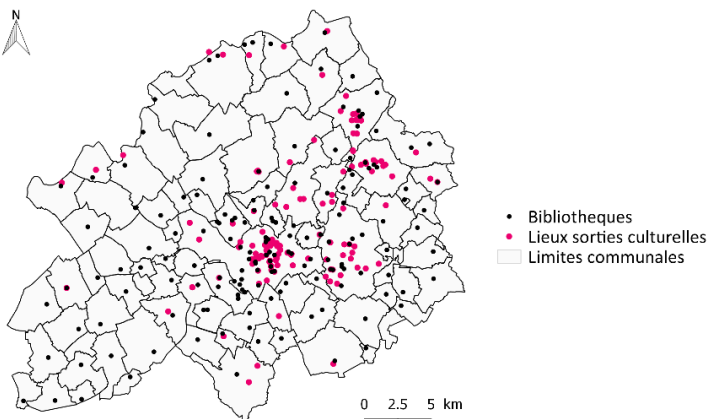 N
Bibliotheques
Lieux sorties culturelles
Limites communales
0 2.5 5 km